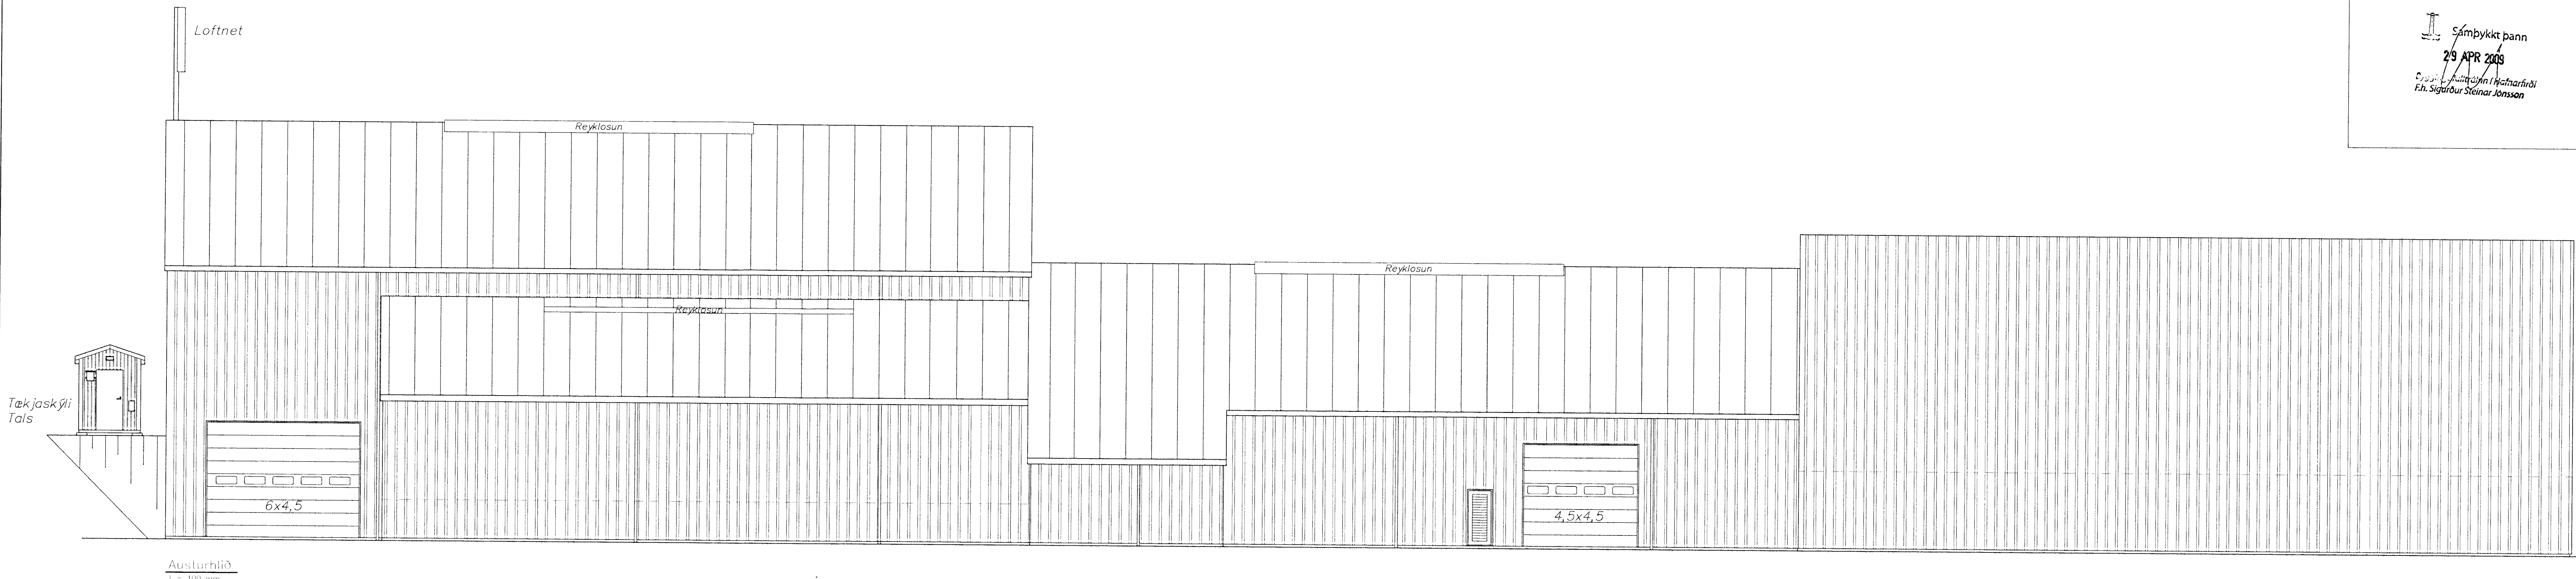 Loftnet
Samþykkt þann
29 APR 2009
í Hafnarfirði
F.h. Sigurður Steinar Jónsson
Reyklosun
Reyklosun
Reyklosun
Tækjaskýli
Tals
6x4,5
4,5x4,5
Austurhlið